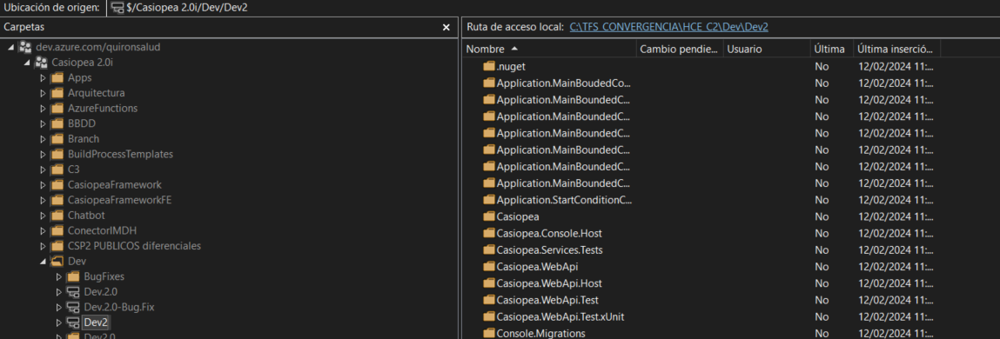 Ubicación de origen: $/Casiopea 2.0i/Dev/Dev2
Carpetas
dev.azure.com/quironsalud
Casiopea 2.0i
Apps
Arquitectura
AzureFunctions
BBDD
Branch
BuildProcessTemplates
C3
CasiopeaFramework
CasiopeaFrameworkFE
Chatbot
ConectorIMDH
CSP2 PUBLICOS diferenciales
Dev
BugFixes
Dev.2.0
Dev.2.0-Bug.Fix
Dev2
Dev2.0
Ruta de acceso local: C:\TFS_CONVERGENCIA\HCE_C2\Dev\Dev2
Nombre Cambio pendie... Usuario Última Última inserció...
.nuget No 12/02/2024 11:...
Application.MainBoudedCo... No 12/02/2024 11:...
Application.MainBoundedC... No 12/02/2024 11:...
Application.MainBoundedC... No 12/02/2024 11:...
Application.MainBoundedC... No 12/02/2024 11:...
Application.MainBoundedC... No 12/02/2024 11:...
Application.MainBoundedC... No 12/02/2024 11:...
Application.MainBoundedC... No 12/02/2024 11:...
Application.StartConditionC... No 12/02/2024 11:...
Casiopea No 12/02/2024 11:...
Casiopea.Console.Host No 12/02/2024 11:...
Casiopea.Services.Tests No 12/02/2024 11:...
Casiopea.WebApi No 12/02/2024 11:...
Casiopea.WebApi.Host No 12/02/2024 11:...
Casiopea.WebApi.Test No 12/02/2024 11:...
Casiopea.WebApi.Test.xUnit No 12/02/2024 11:...
Console.Migrations No 12/02/2024 11:...